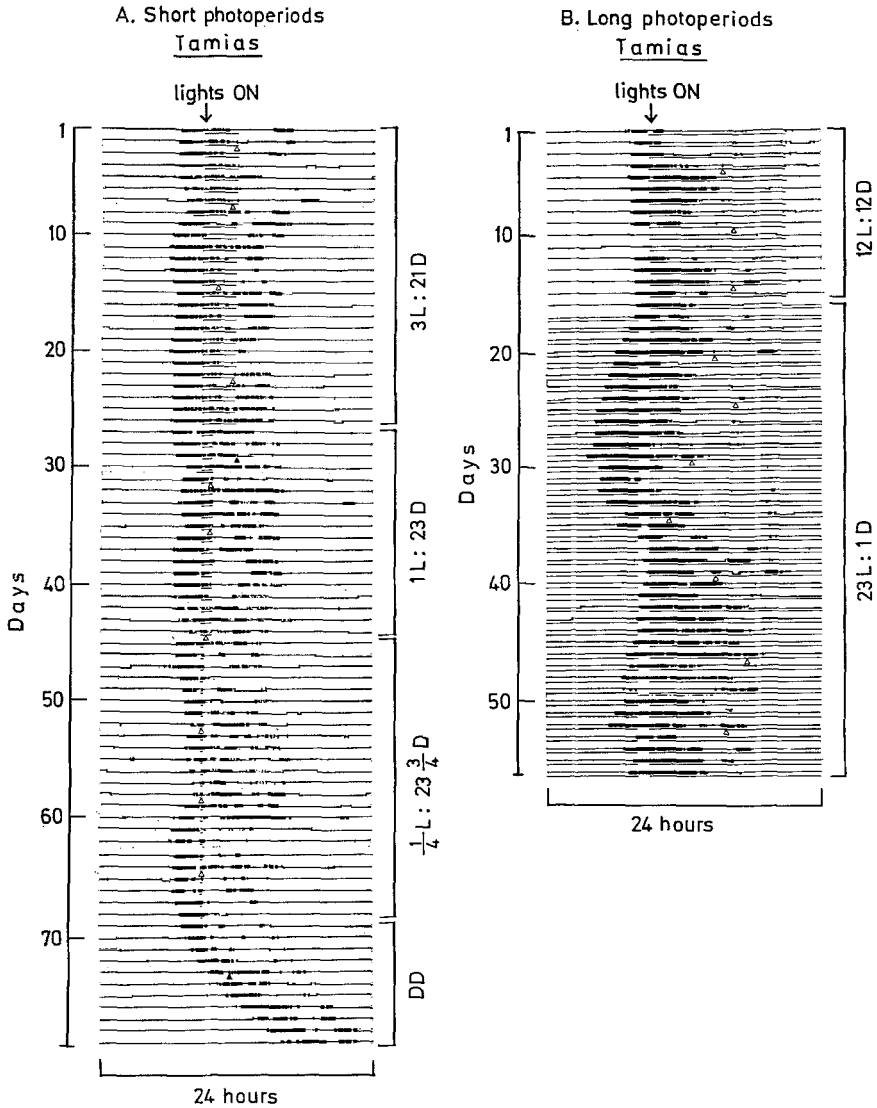 A. Short photoperiods
Tamias
lights ON
1
10
20
30
40
50
60
70
Days
3L:21D
1L:23D
1/4 L:23 3/4 D
DD
24 hours
B. Long photoperiods
Tamias
lights ON
1
10
20
30
40
50
Days
12L:12D
23L:1D
24 hours